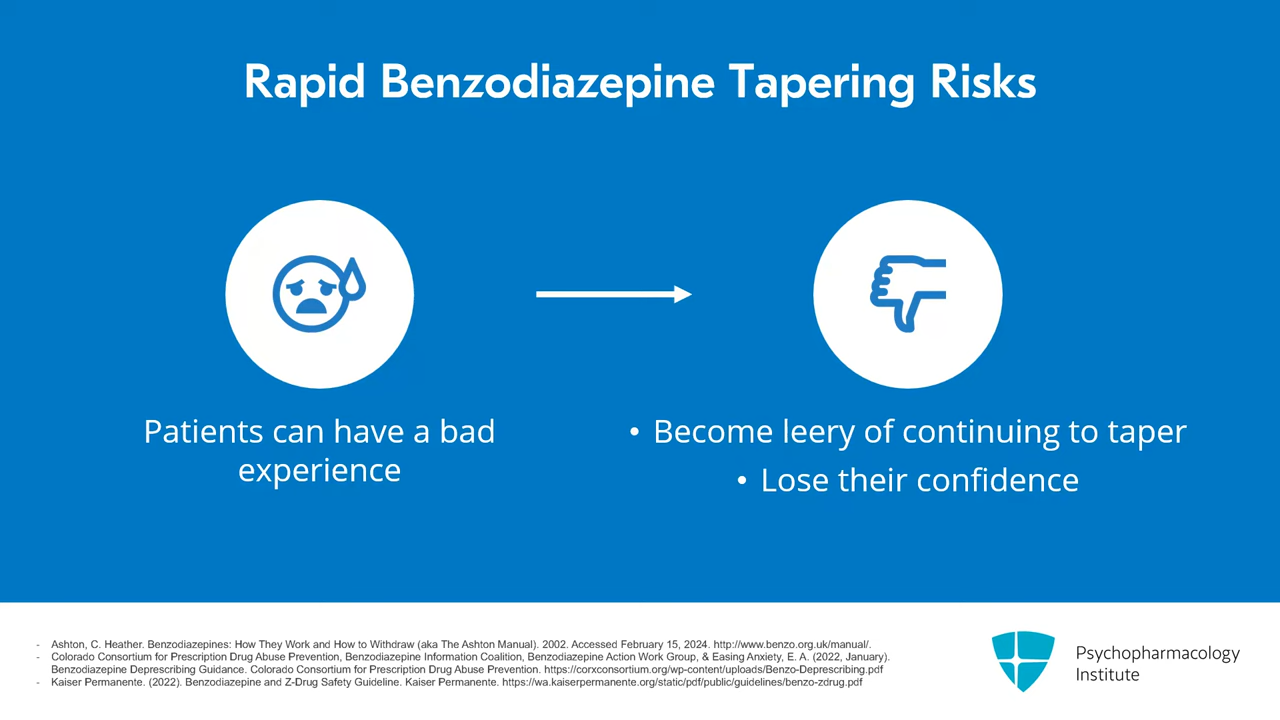 Rapid Benzodiazepine Tapering Risks
Patients can have a bad
experience
• Become leery of continuing to taper
• Lose their confidence
- Ashton, C. Heather. Benzodiazepines: How They Work and How to Withdraw (aka The Ashton Manual). 2002. Accessed February 15, 2024. http://www.benzo.org.uk/manual/.
- Colorado Consortium for Prescription Drug Abuse Prevention, Benzodiazepine Information Coalition, Benzodiazepine Action Work Group, & Easing Anxiety, E. A. (2022, January).
Benzodiazepine Deprescribing Guidance. Colorado Consortium for Prescription Drug Abuse Prevention. https://corxconsortium.org/wp-content/uploads/Benzo-Deprescribing.pdf
- Kaiser Permanente. (2022). Benzodiazepine and Z-Drug Safety Guideline. Kaiser Permanente. https://wa.kaiserpermanente.org/static/pdf/public/guidelines/benzo-zdrug.pdf
Psychopharmacology
Institute